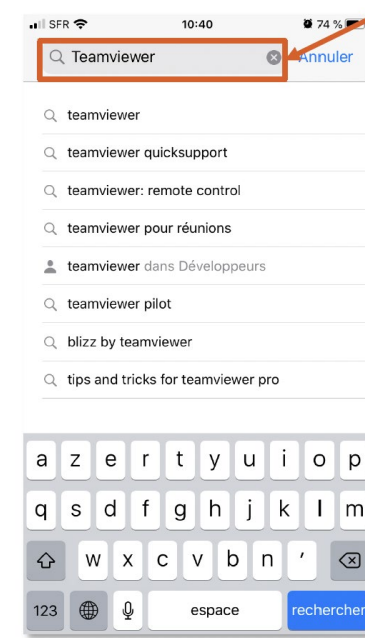 SFR 10:40 74 %
Teamviewer Annuler
teamviewer
teamviewer quicksupport
teamviewer: remote control
teamviewer pour réunions
teamviewer dans Développeurs
teamviewer pilot
blizz by teamviewer
tips and tricks for teamviewer pro
a z e r t y u i o p
q s d f g h j k l m
w x c v b n '
123 espace rechercher